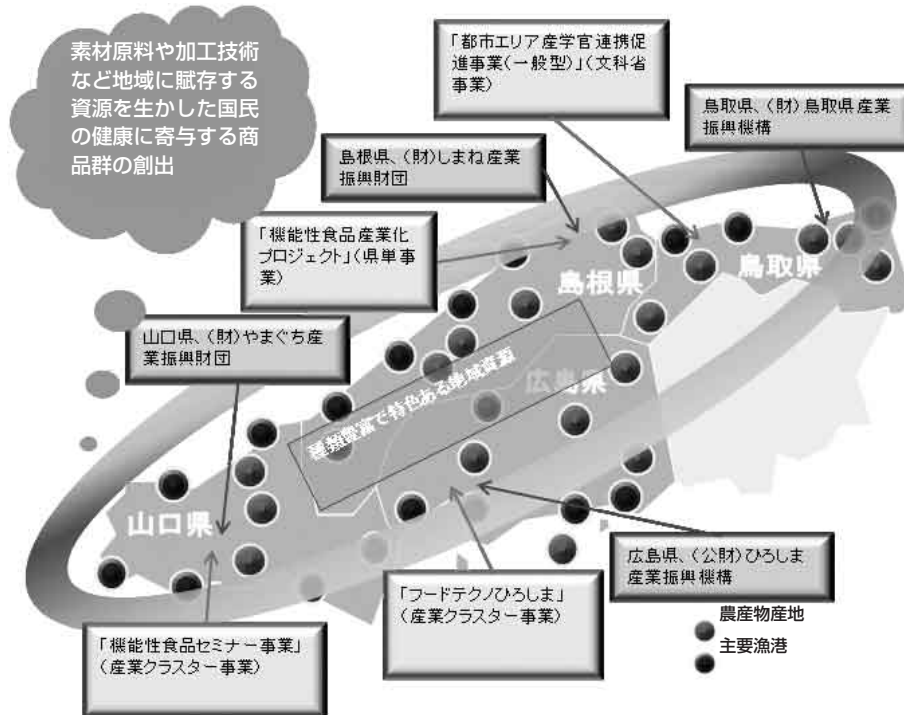 素材原料や加工技術
など地域に賦存する
資源を生かした国民
の健康に寄与する商
品群の創出
「都市エリア産学官連携促
進事業(一般型)」(文科省
事業)
鳥取県、(財)鳥取県産業
振興機構
島根県、(財)しまね産業
振興財団
「機能性食品産業化
プロジェクト」(県単事
業)
島根県
鳥取県
山口県、(財)やまぐち産
業振興財団
広島県
種類豊富で特色ある地域資源
山口県
広島県、(公財)ひろしま
産業振興機構
「フードテクノひろしま」
(産業クラスター事業)
「機能性食品セミナー事業」
(産業クラスター事業)
農産物産地
主要漁港